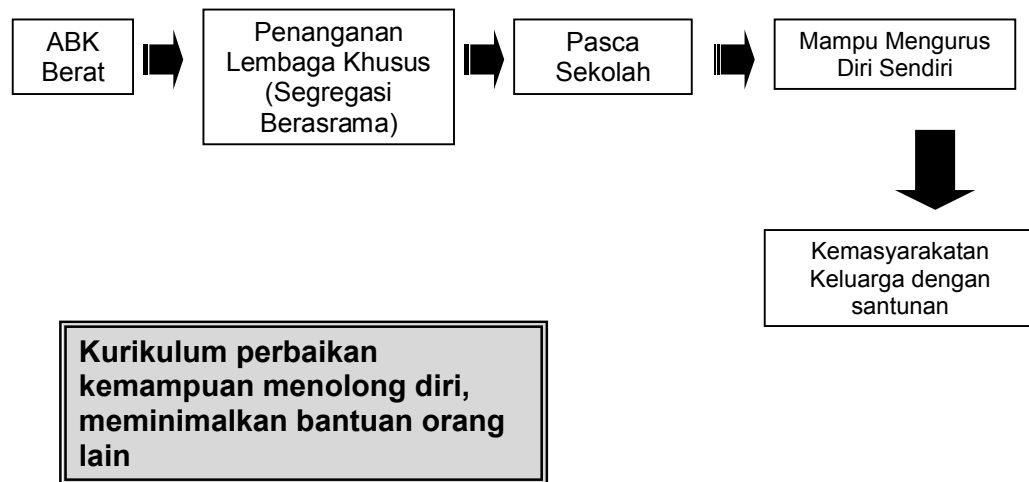 ABK
Berat
Penanganan
Lembaga Khusus
(Segregasi
Berasrama)
Pasca
Sekolah
Mampu Mengurus
Diri Sendiri
Kemasyarakatan
Keluarga dengan
santunan
Kurikulum perbaikan
kemampuan menolong diri,
meminimalkan bantuan orang
lain